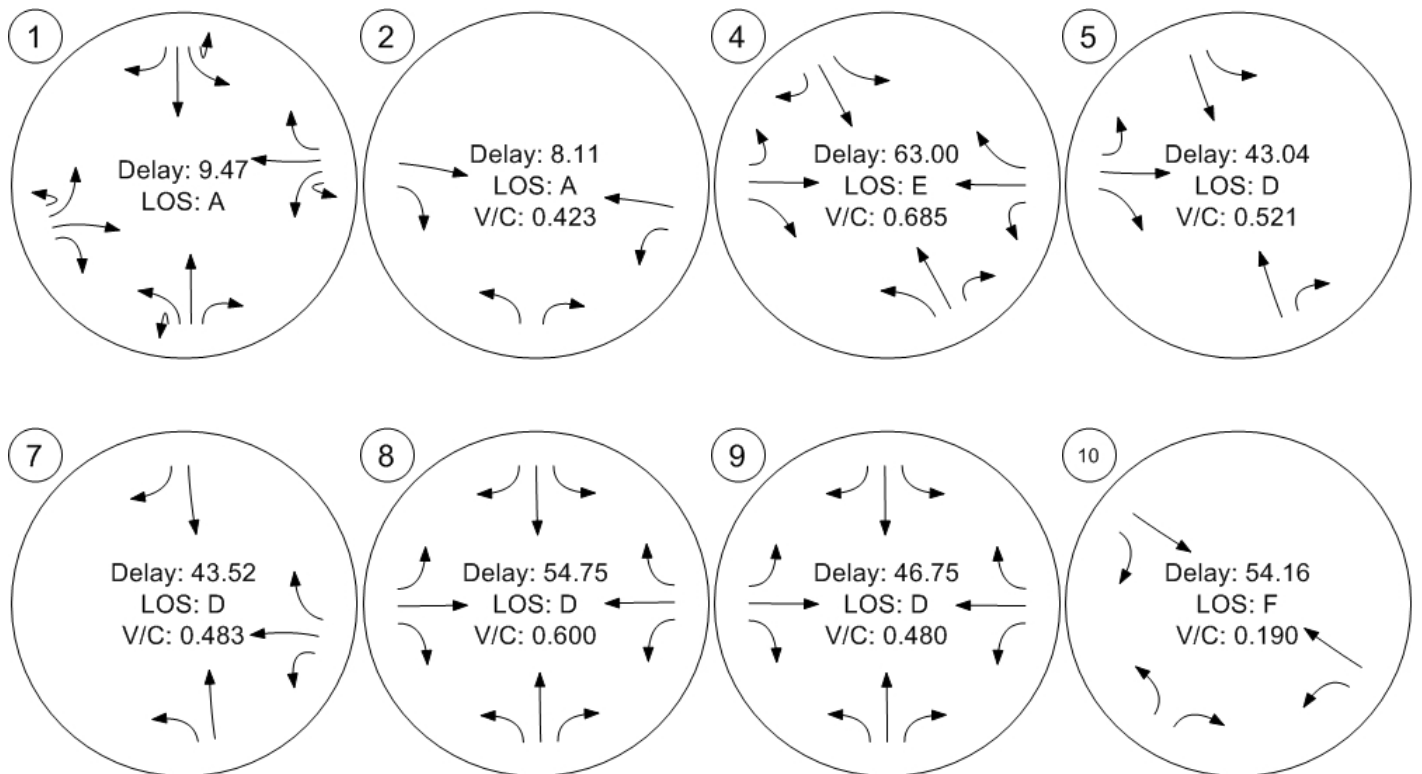 1
Delay: 9.47
LOS: A
2
Delay: 8.11
LOS: A
V/C: 0.423
4
Delay: 63.00
LOS: E
V/C: 0.685
5
Delay: 43.04
LOS: D
V/C: 0.521
7
Delay: 43.52
LOS: D
V/C: 0.483
8
Delay: 54.75
LOS: D
V/C: 0.600
9
Delay: 46.75
LOS: D
V/C: 0.480
10
Delay: 54.16
LOS: F
V/C: 0.190